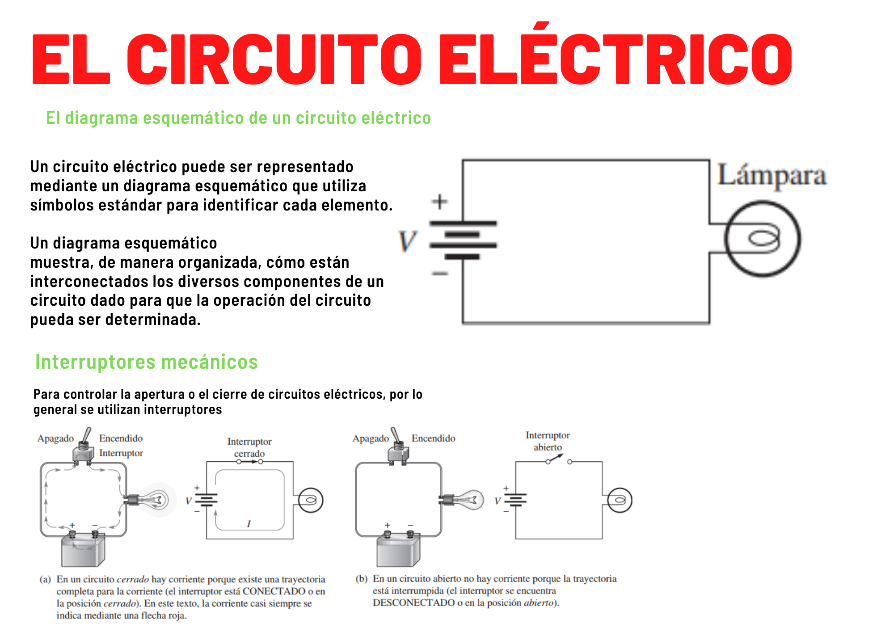 EL CIRCUITO ELÉCTRICO
El diagrama esquemático de un circuito eléctrico
Un circuito eléctrico puede ser representado
mediante un diagrama esquemático que utiliza
símbolos estándar para identificar cada elemento.
Un diagrama esquemático
muestra, de manera organizada, cómo están
interconectados los diversos componentes de un
circuito dado para que la operación del circuito
pueda ser determinada.
+
V
−
Lámpara
Interruptores mecánicos
Para controlar la apertura o el cierre de circuitos eléctricos, por lo
general se utilizan interruptores
Apagado Encendido
Interruptor
+ −
Interruptor
cerrado
+
V
−
I
(a) En un circuito cerrado hay corriente porque existe una trayectoria
completa para la corriente (el interruptor está CONECTADO o en
la posición cerrado). En este texto, la corriente casi siempre se
indica mediante una flecha roja.
Apagado Encendido
+ −
Interruptor
abierto
+
V
−
(b) En un circuito abierto no hay corriente porque la trayectoria
está interrumpida (el interruptor se encuentra
DESCONECTADO o en la posición abierto).